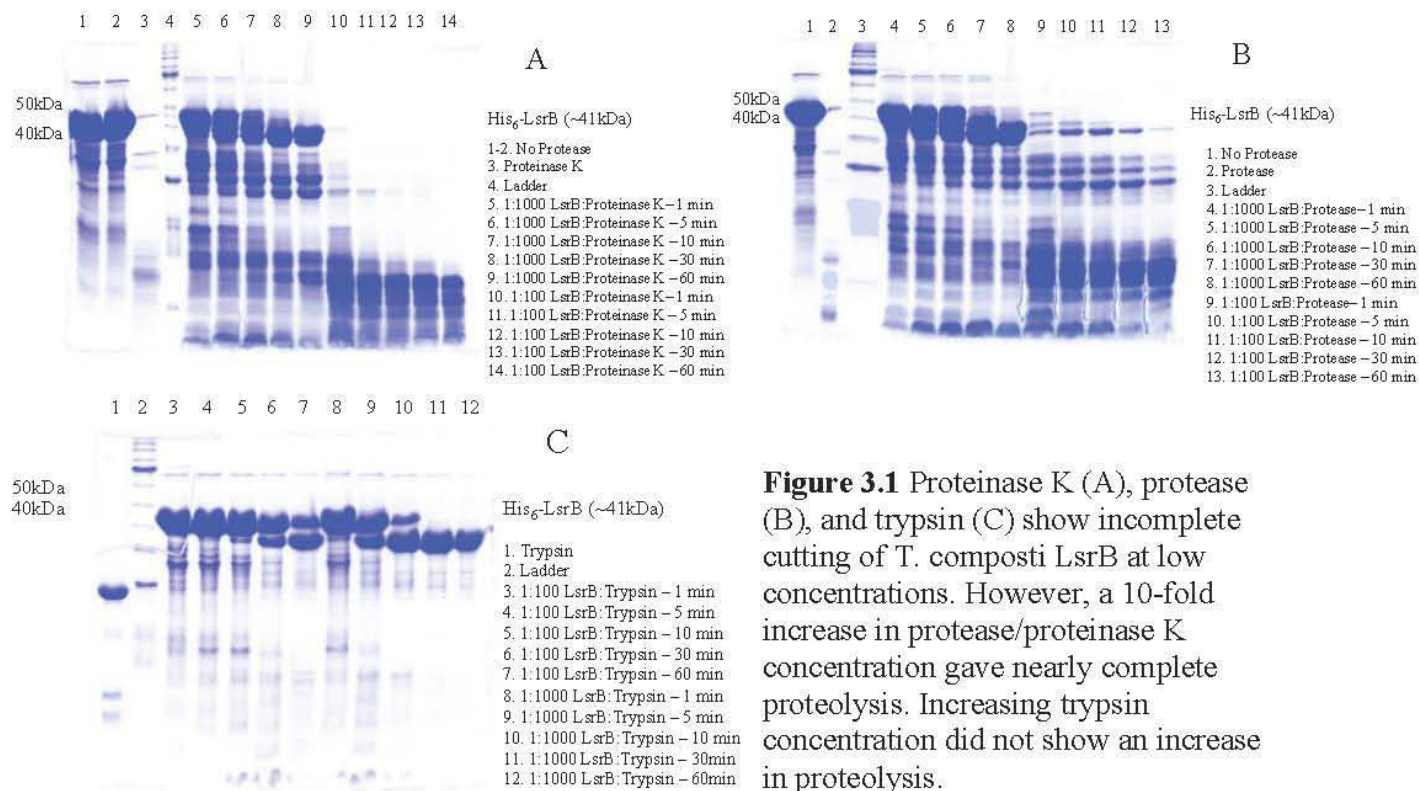 1 2 3 4 5 6 7 8 9 10 11 12 13 14
A
50kDa
40kDa
His6-LsrB (~41kDa)
1-2. No Protease
3. Proteinase K
4. Ladder
5. 1:1000 LsrB:Proteinase K – 1 min
6. 1:1000 LsrB:Proteinase K – 5 min
7. 1:1000 LsrB:Proteinase K – 10 min
8. 1:1000 LsrB:Proteinase K – 30 min
9. 1:1000 LsrB:Proteinase K – 60 min
10. 1:100 LsrB:Proteinase K – 1 min
11. 1:100 LsrB:Proteinase K – 5 min
12. 1:100 LsrB:Proteinase K – 10 min
13. 1:100 LsrB:Proteinase K – 30 min
14. 1:100 LsrB:Proteinase K – 60 min
1 2 3 4 5 6 7 8 9 10 11 12 13
B
50kDa
40kDa
His6-LsrB (~41kDa)
1. No Protease
2. Protease
3. Ladder
4. 1:1000 LsrB:Protease – 1 min
5. 1:1000 LsrB:Protease – 5 min
6. 1:1000 LsrB:Protease – 10 min
7. 1:1000 LsrB:Protease – 30 min
8. 1:1000 LsrB:Protease – 60 min
9. 1:100 LsrB:Protease – 1 min
10. 1:100 LsrB:Protease – 5 min
11. 1:100 LsrB:Protease – 10 min
12. 1:100 LsrB:Protease – 30 min
13. 1:100 LsrB:Protease – 60 min
1 2 3 4 5 6 7 8 9 10 11 12
C
50kDa
40kDa
His6-LsrB (~41kDa)
1. Trypsin
2. Ladder
3. 1:100 LsrB:Trypsin – 1 min
4. 1:100 LsrB:Trypsin – 5 min
5. 1:100 LsrB:Trypsin – 10 min
6. 1:100 LsrB:Trypsin – 30 min
7. 1:100 LsrB:Trypsin – 60 min
8. 1:1000 LsrB:Trypsin – 1 min
9. 1:1000 LsrB:Trypsin – 5 min
10. 1:1000 LsrB:Trypsin – 10 min
11. 1:1000 LsrB:Trypsin – 30min
12. 1:1000 LsrB:Trypsin – 60min
Figure 3.1 Proteinase K (A), protease
(B), and trypsin (C) show incomplete
cutting of T. composti LsrB at low
concentrations. However, a 10-fold
increase in protease/proteinase K
concentration gave nearly complete
proteolysis. Increasing trypsin
concentration did not show an increase
in proteolysis.